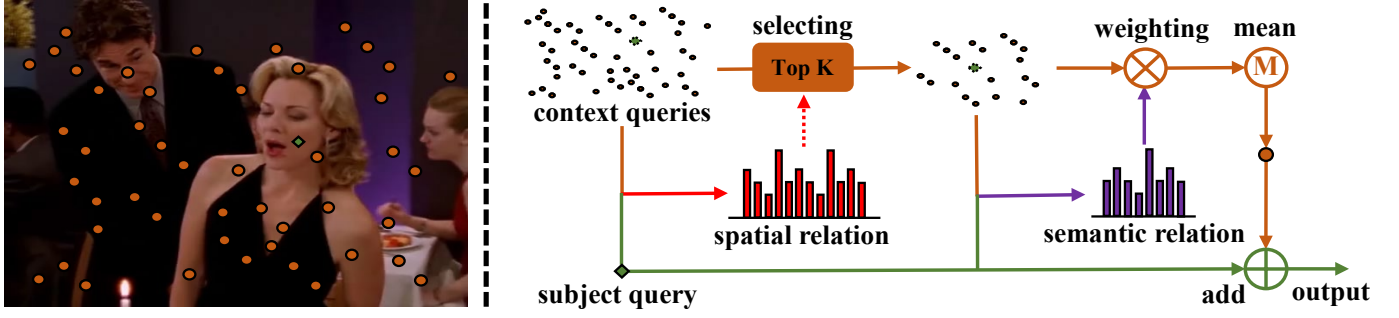 selecting
weighting
mean
Top K
M
context queries
spatial relation
semantic relation
subject query
add
output